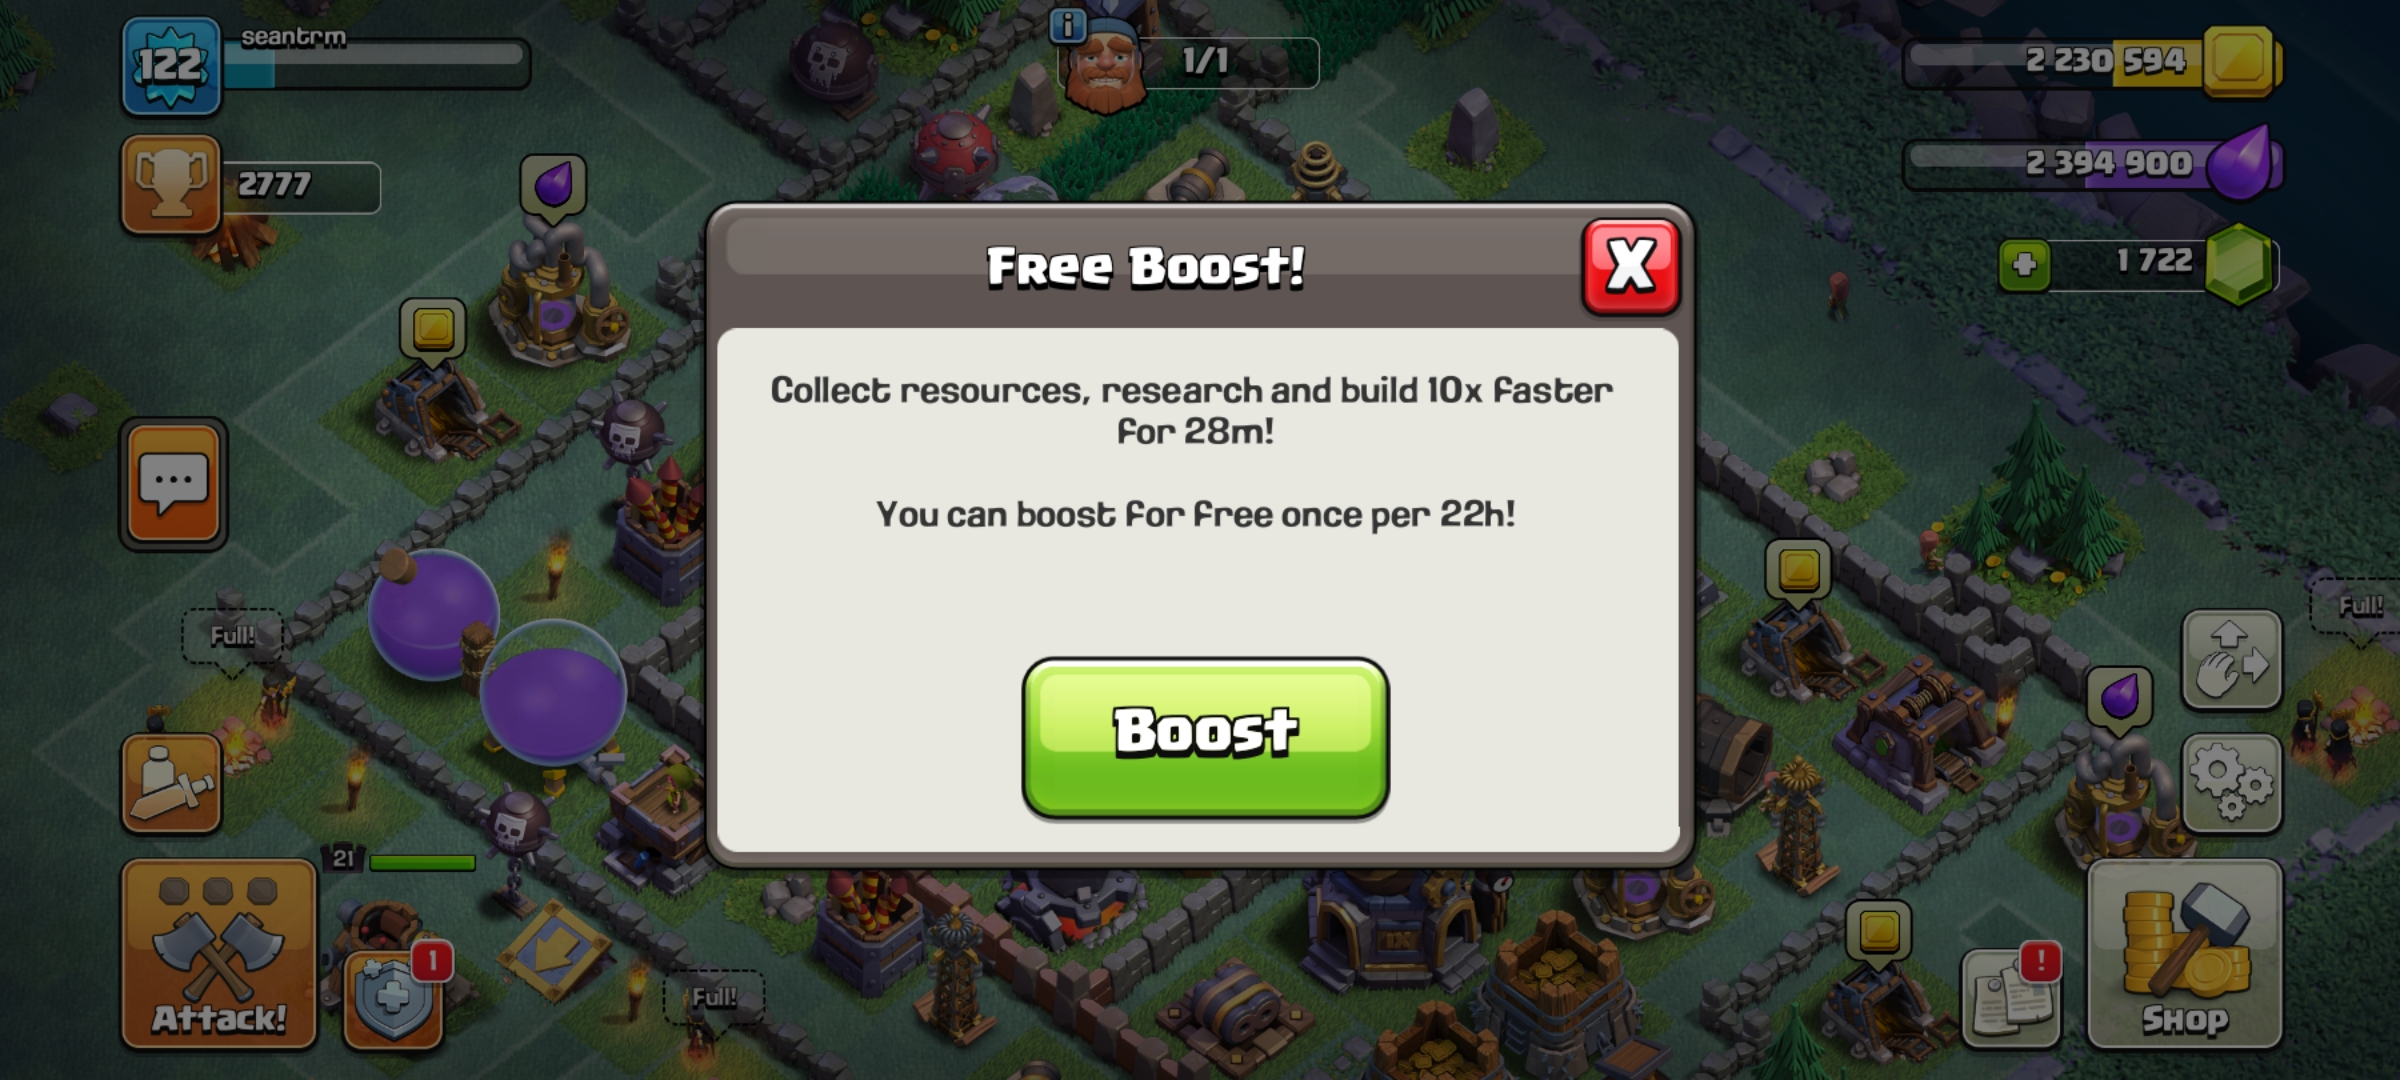 122
seantrm
1/1
2 230 594
2 394 900
2777
1 722
Free Boost!
X
Collect resources, research and build 10x faster
for 28m!
You can boost for free once per 22h!
Full!
Full!
Boost
21
1
Attack!
Full!
IX
!
Shop